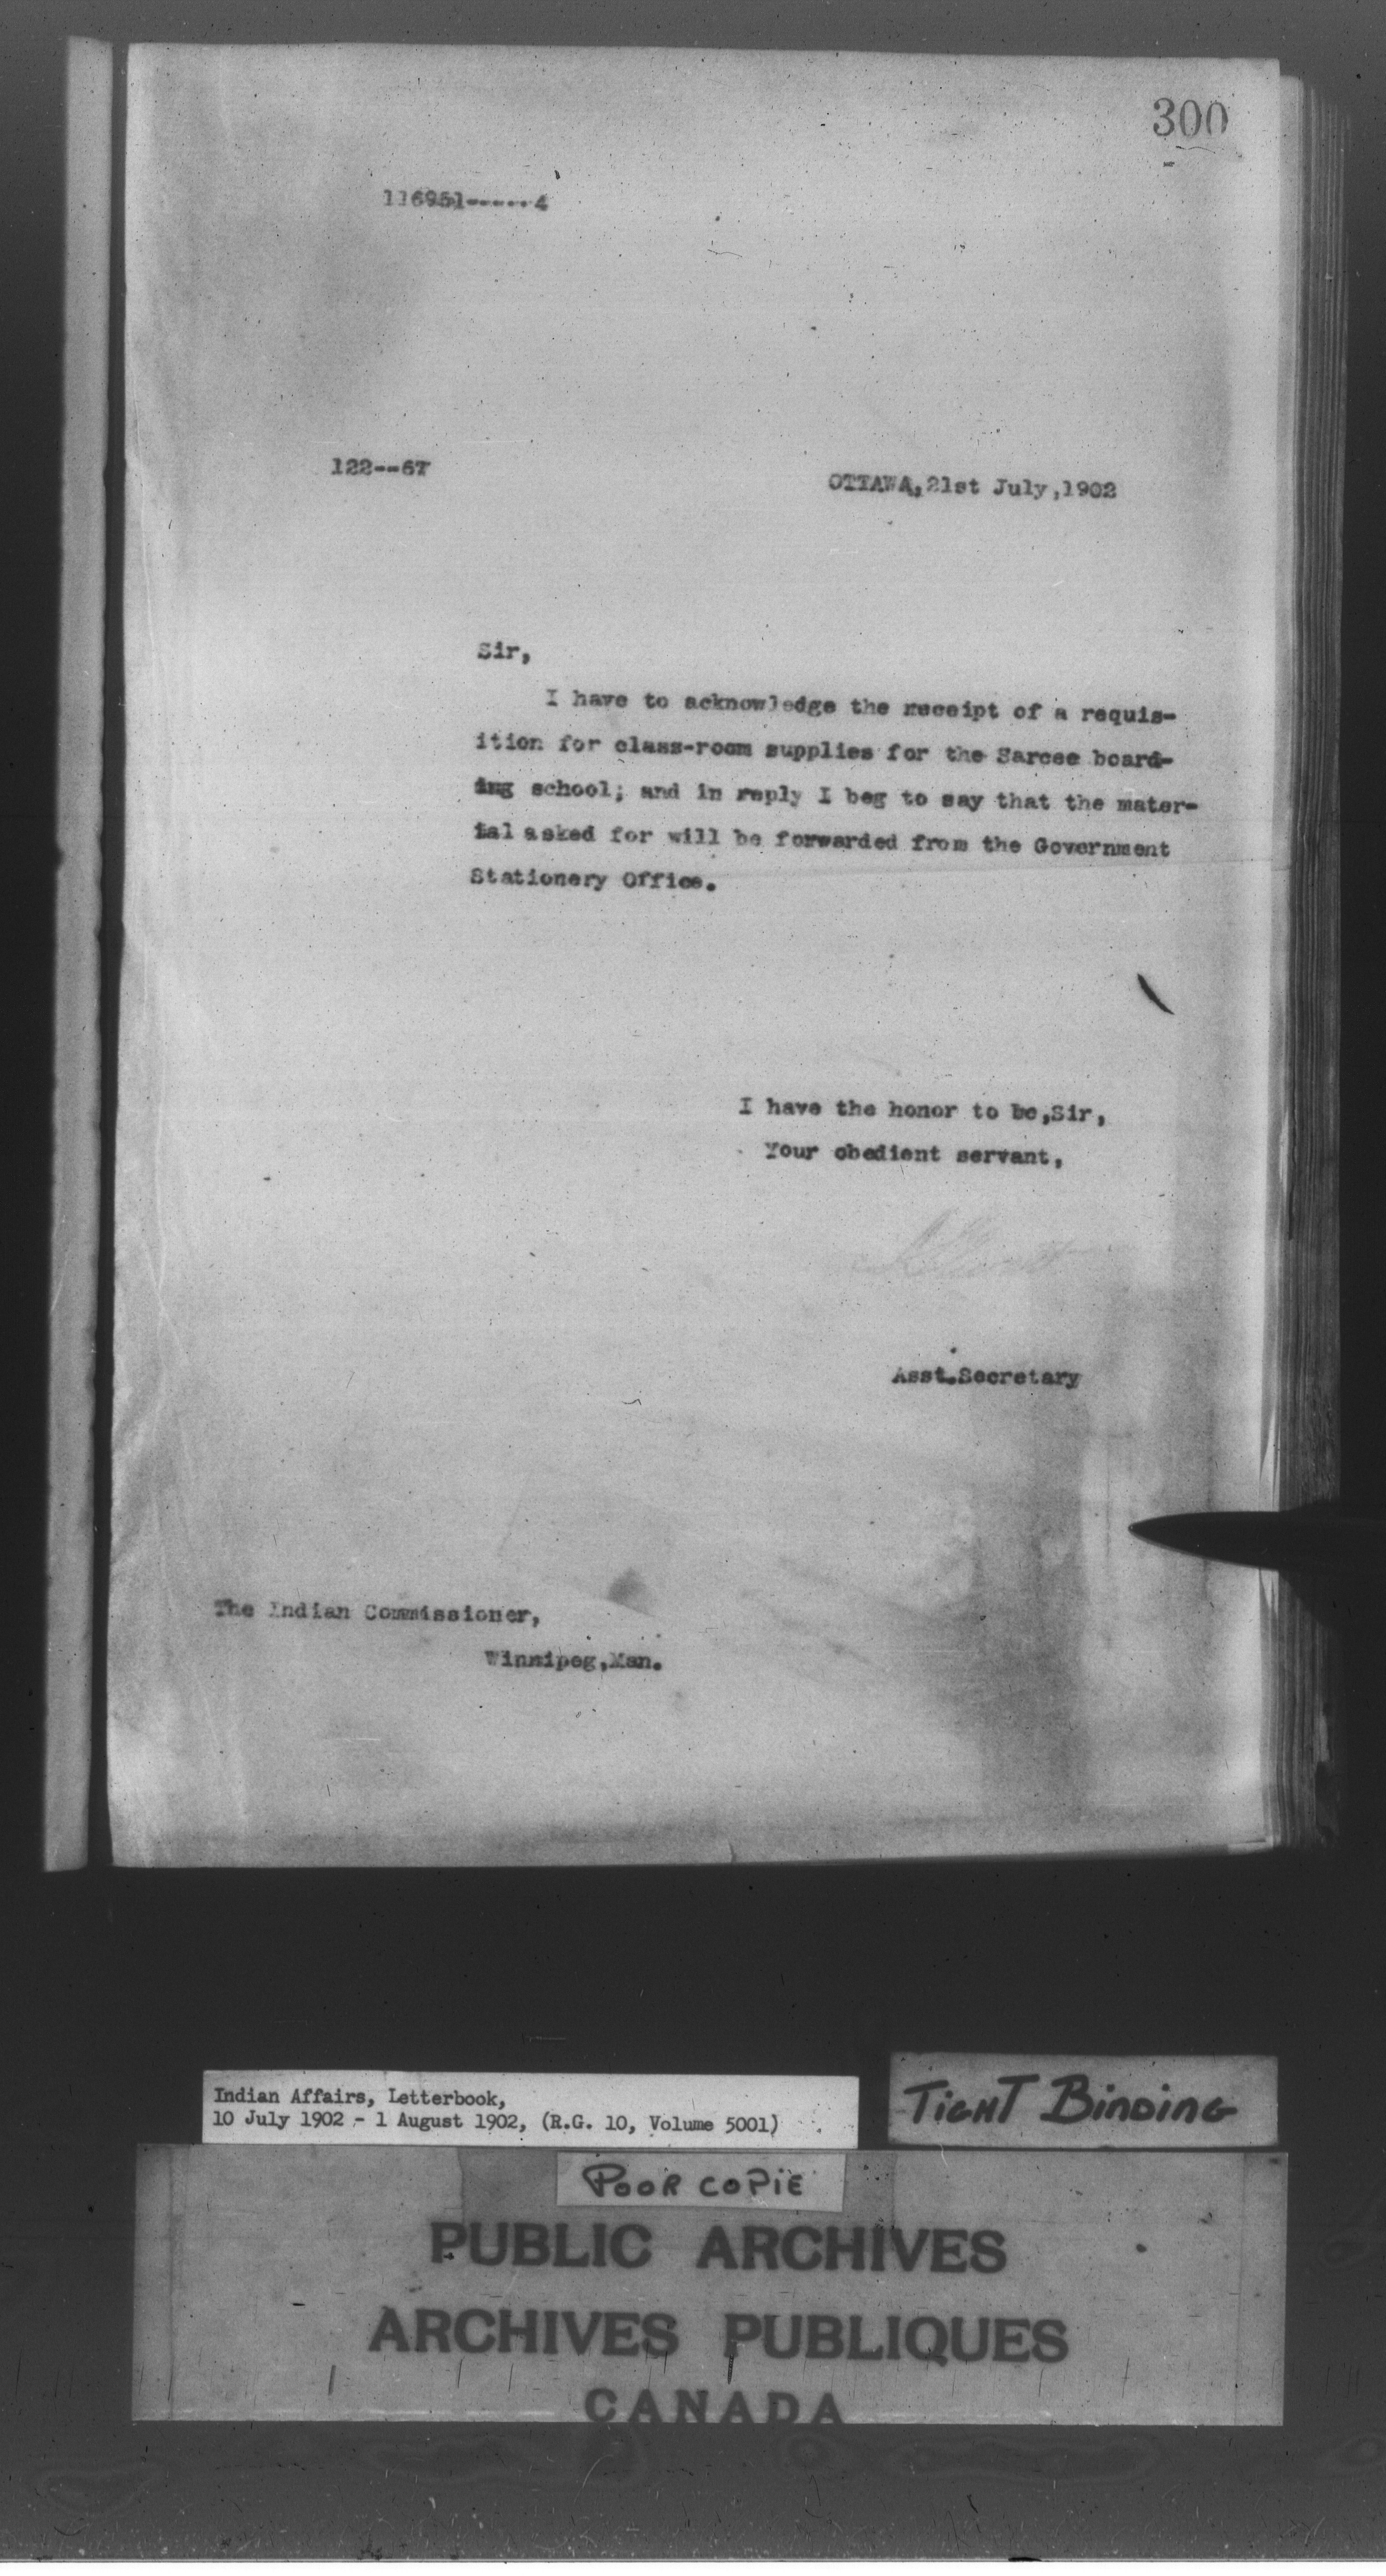 300
116951------4
122--67
OTTAWA,21st July,1902
Sir,
I have to acknowledge the receipt of a requis-
ition for class-room supplies for the Sarcee board-
ing school; and in reply I beg to say that the mater-
ial asked for will be forwarded from the Government
Stationery Office.
I have the honor to be,Sir,
Your obedient servant,
Asst.Secretary
The Indian Commissioner,
Winnipeg,Man.
Indian Affairs, Letterbook,
10 July 1902 - 1 August 1902, (R.G. 10, Volume 5001)
TIGHT BINDING
POOR COPIE
PUBLIC ARCHIVES
ARCHIVES PUBLIQUES
CANADA